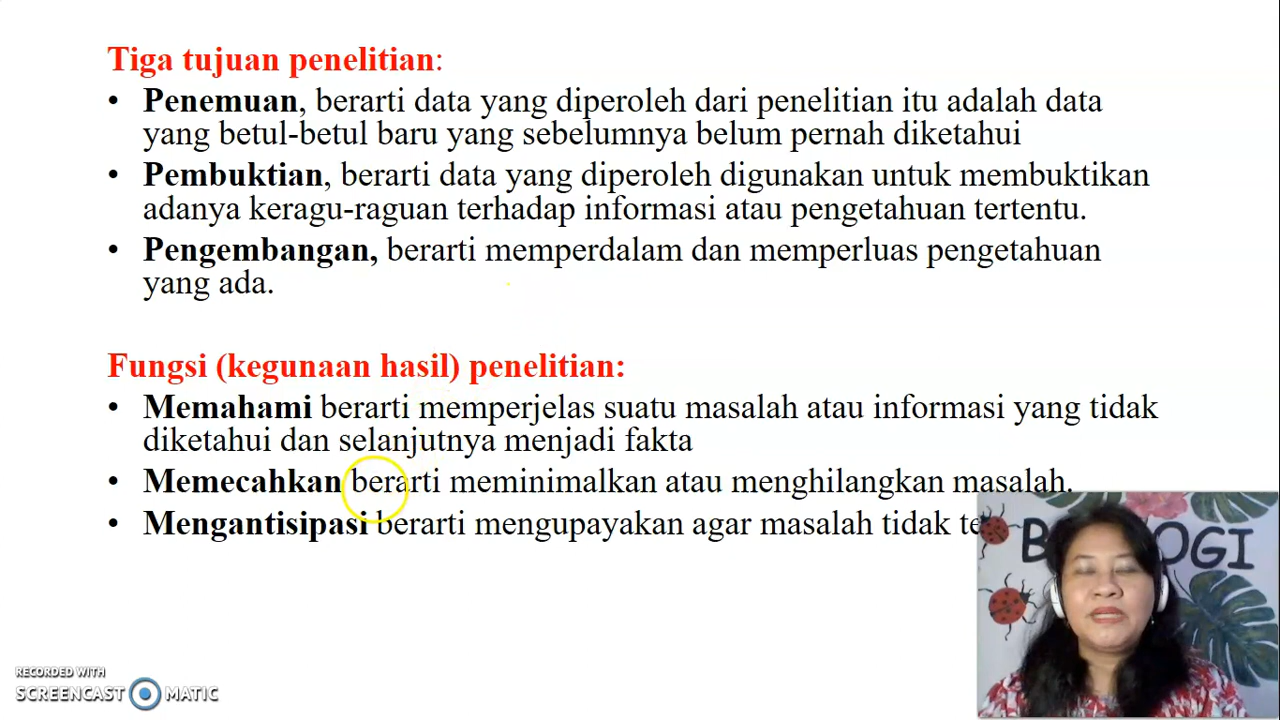 Tiga tujuan penelitian:
• Penemuan, berarti data yang diperoleh dari penelitian itu adalah data
yang betul-betul baru yang sebelumnya belum pernah diketahui
• Pembuktian, berarti data yang diperoleh digunakan untuk membuktikan
adanya keragu-raguan terhadap informasi atau pengetahuan tertentu.
• Pengembangan, berarti memperdalam dan memperluas pengetahuan
yang ada.
Fungsi (kegunaan hasil) penelitian:
• Memahami berarti memperjelas suatu masalah atau informasi yang tidak
diketahui dan selanjutnya menjadi fakta
• Memecahkan berarti meminimalkan atau menghilangkan masalah.
• Mengantisipasi berarti mengupayakan agar masalah tidak
OGI
RECORDED WITH
SCREENCAST MATIC